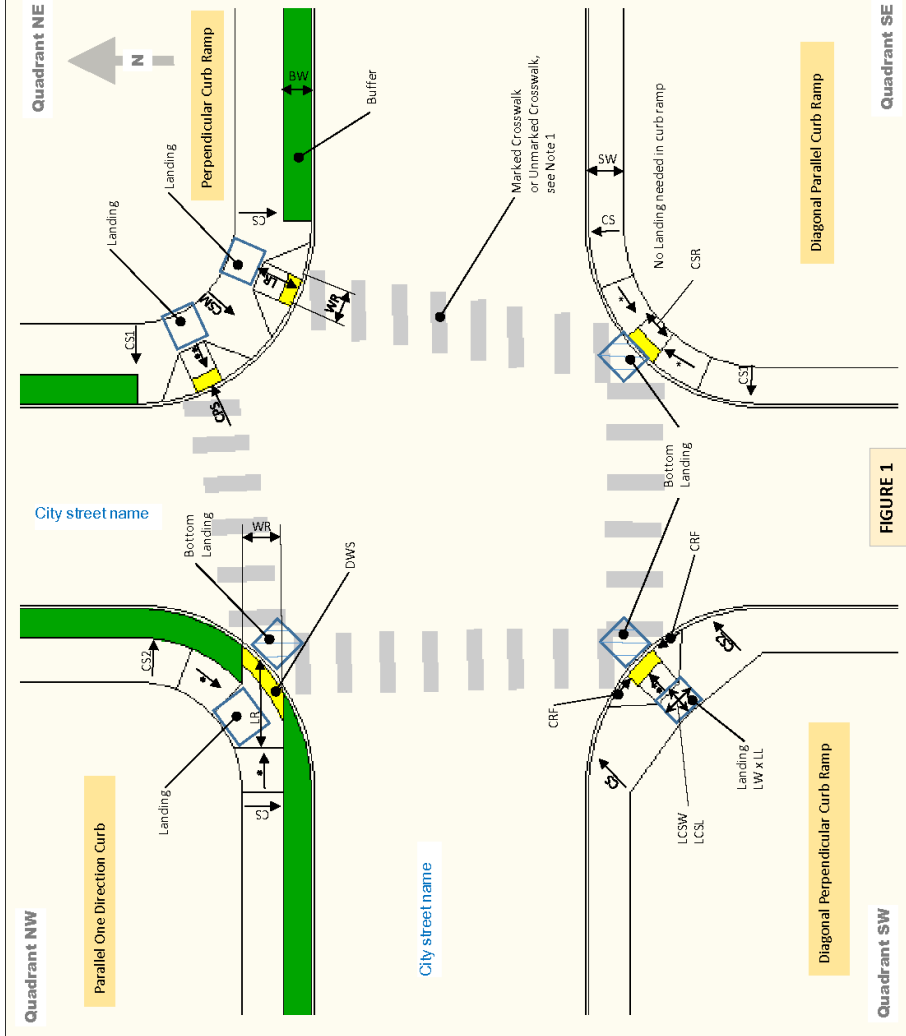 Quadrant NW
Parallel One Direction Curb
CS2
*
Landing
LR
*
CS
WR
Bottom
Landing
DWS
City street name
Quadrant NE
N
Perpendicular Curb Ramp
Landing
Landing
CS1
CSM
**
CPS
LR
WR
CS
BW
Buffer
Marked Crosswalk
or Unmarked Crosswalk,
see Note 1
City street name
Quadrant SW
Diagonal Perpendicular Curb Ramp
CRF
CRF
CS
CS2
**
LCSW
LCSL
Landing
LW x LL
Bottom
Landing
Quadrant SE
Diagonal Parallel Curb Ramp
SW
CS
No Landing needed in curb ramp
CSR
*
*
CS1
FIGURE 1